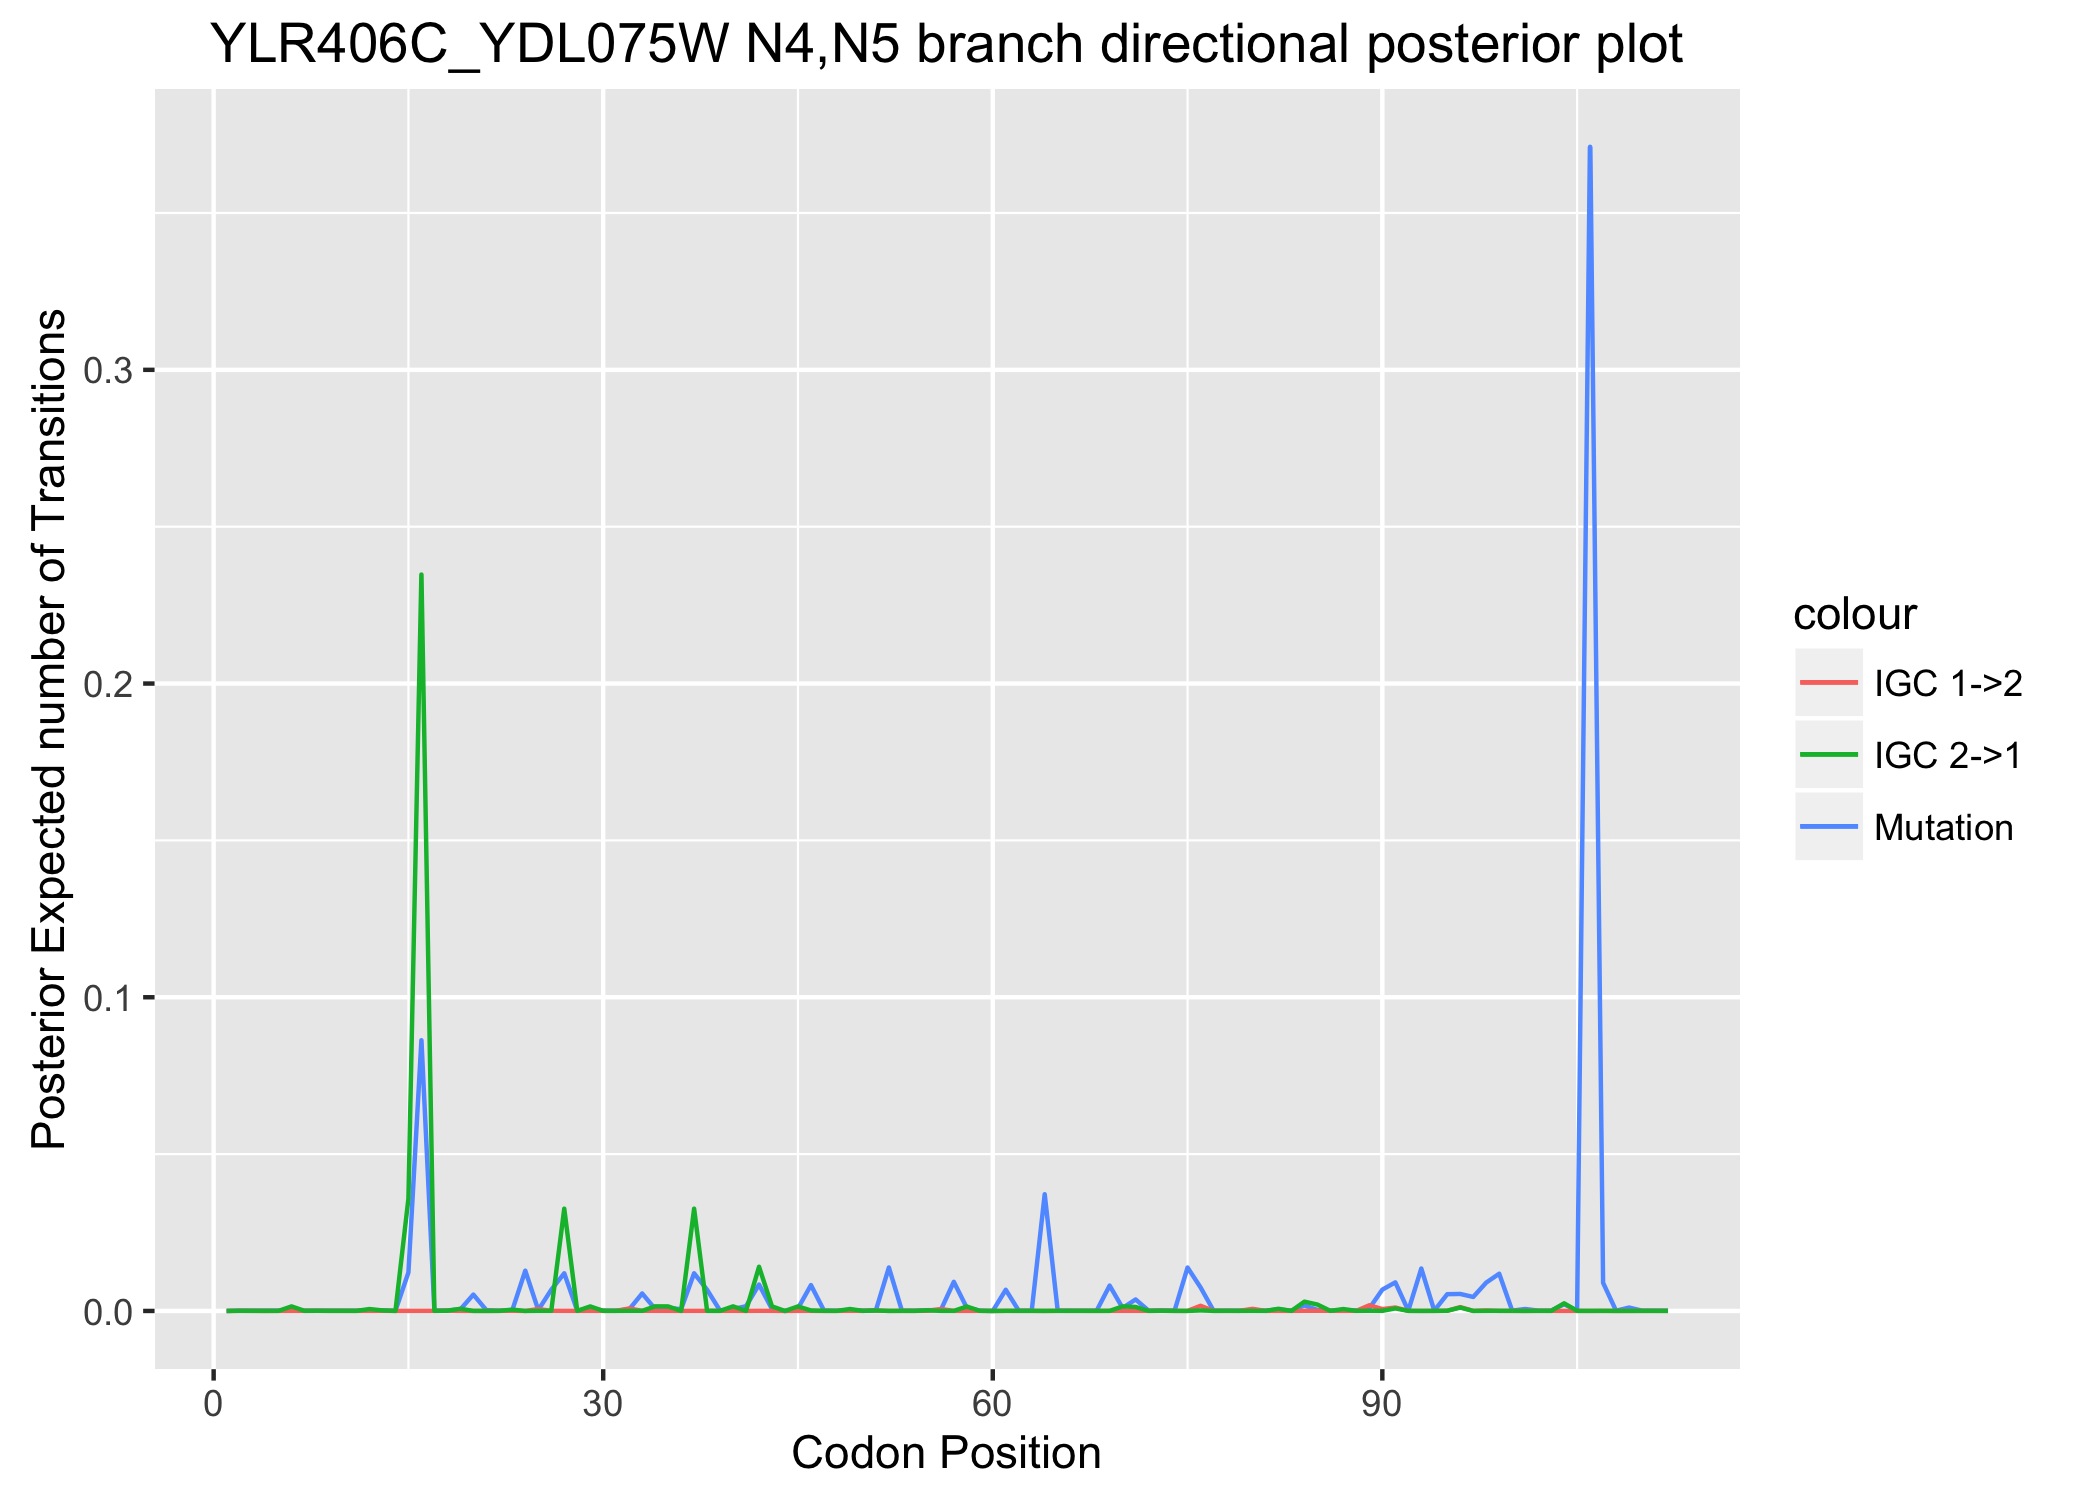 YLR406C_YDL075W N4,N5 branch directional posterior plot
Posterior Expected number of Transitions
0.3
0.2
0.1
0.0
0 30 60 90
Codon Position
colour
IGC 1->2
IGC 2->1
Mutation